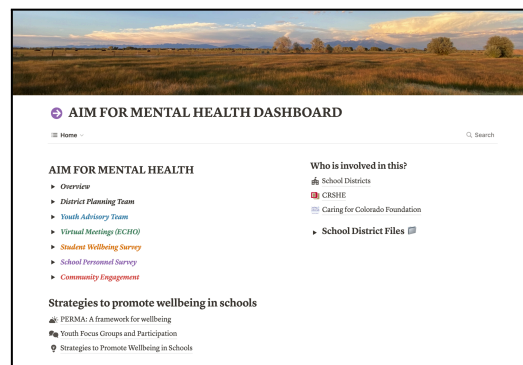 AIM FOR MENTAL HEALTH DASHBOARD
Home
Search
AIM FOR MENTAL HEALTH
Overview
District Planning Team
Youth Advisory Team
Virtual Meetings (ECHO)
Student Wellbeing Survey
School Personnel Survey
Community Engagement
Who is involved in this?
School Districts
CRSHE
Caring for Colorado Foundation
School District Files
Strategies to promote wellbeing in schools
PERMA: A framework for wellbeing
Youth Focus Groups and Participation
Strategies to Promote Wellbeing in Schools